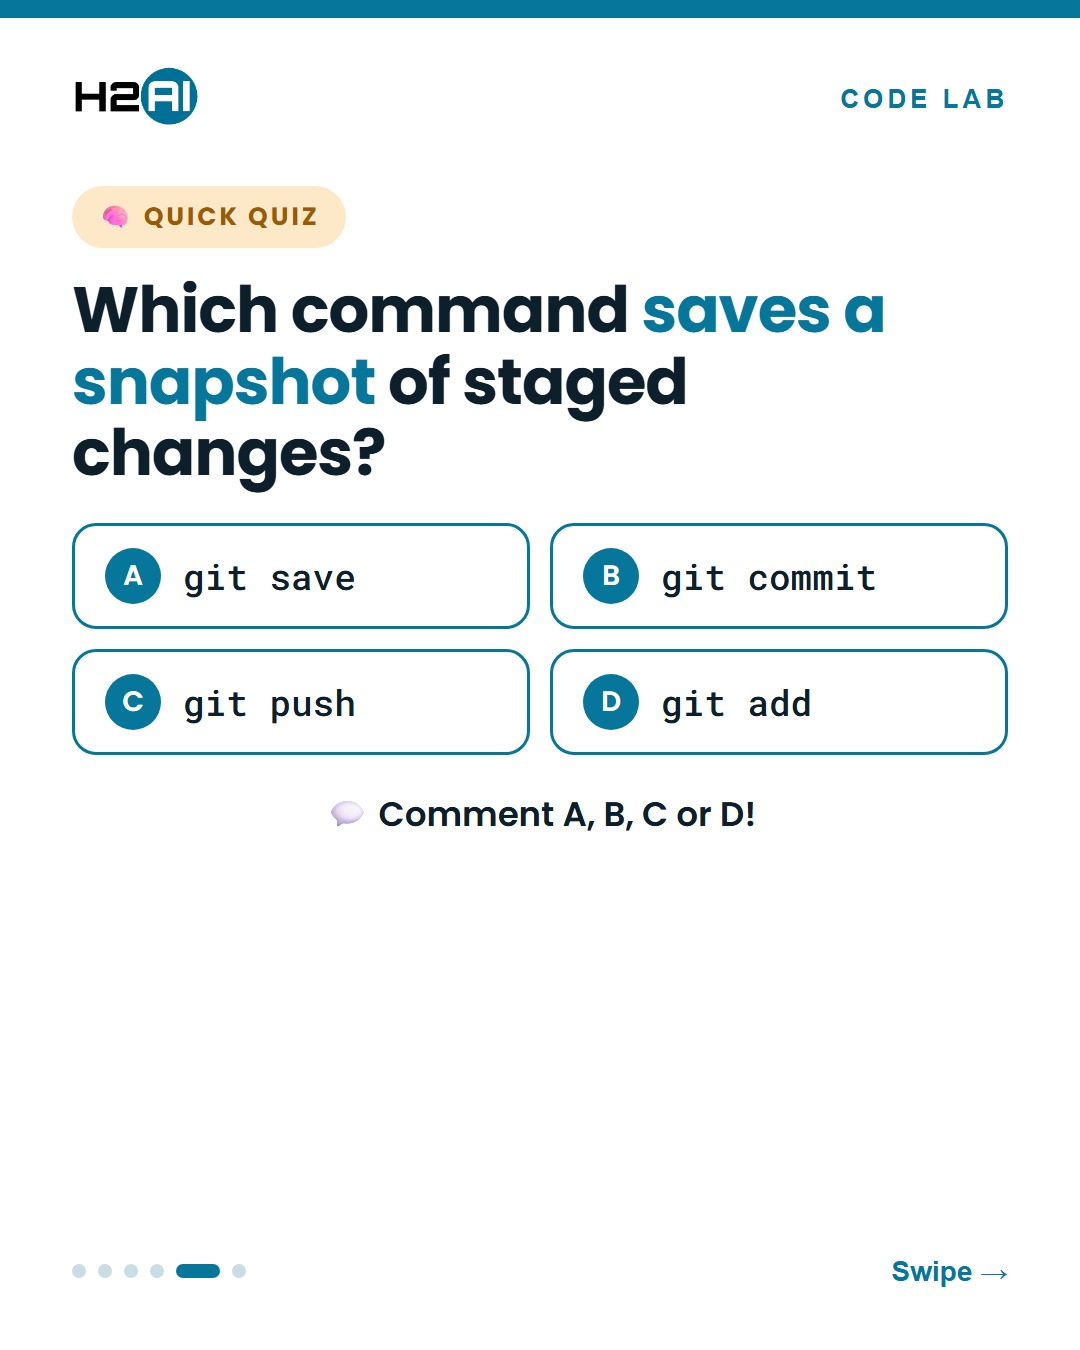 H2AI
CODE LAB
🧠 QUICK QUIZ
Which command saves a
snapshot of staged
changes?
A git save
B git commit
C git push
D git add
💬 Comment A, B, C or D!
Swipe →